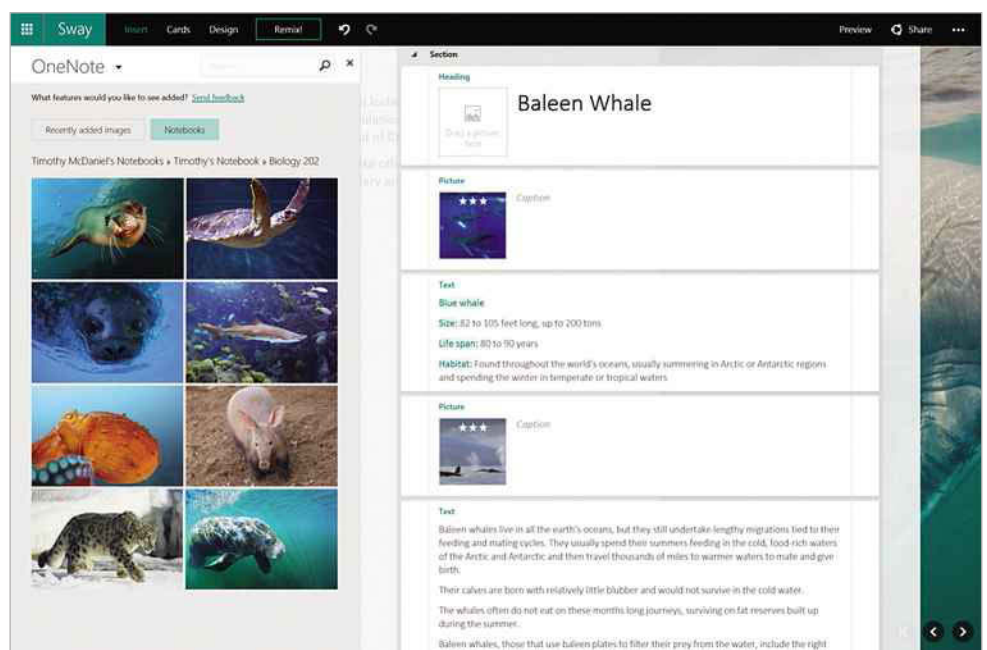 Sway
Insert
Cards
Design
Remix!
Preview
Share
OneNote
What features would you like to see added? Send feedback
Recently added images
Notebooks
Timothy McDaniel's Notebooks » Timothy's Notebook » Biology 202
Section
Heading
Drag a picture
here
Baleen Whale
Picture
Caption
Text
Blue whale
Size: 82 to 105 feet long, up to 200 tons
Life span: 80 to 90 years
Habitat: Found throughout the world's oceans, usually summering in Arctic or Antarctic regions
and spending the winter in temperate or tropical waters
Picture
Caption
Text
Baleen whales live in all the earth's oceans, but they still undertake lengthy migrations tied to their
feeding and mating cycles. They usually spend their summers feeding in the cold, food-rich waters
of the Arctic and Antarctic and then travel thousands of miles to warmer waters to mate and give
birth.
Their calves are born with relatively little blubber and would not survive in the cold water.
The whales often do not eat on these months long journeys, surviving on fat reserves built up
during the summer.
Baleen whales, those that use baleen plates to filter their prey from the water, include the right